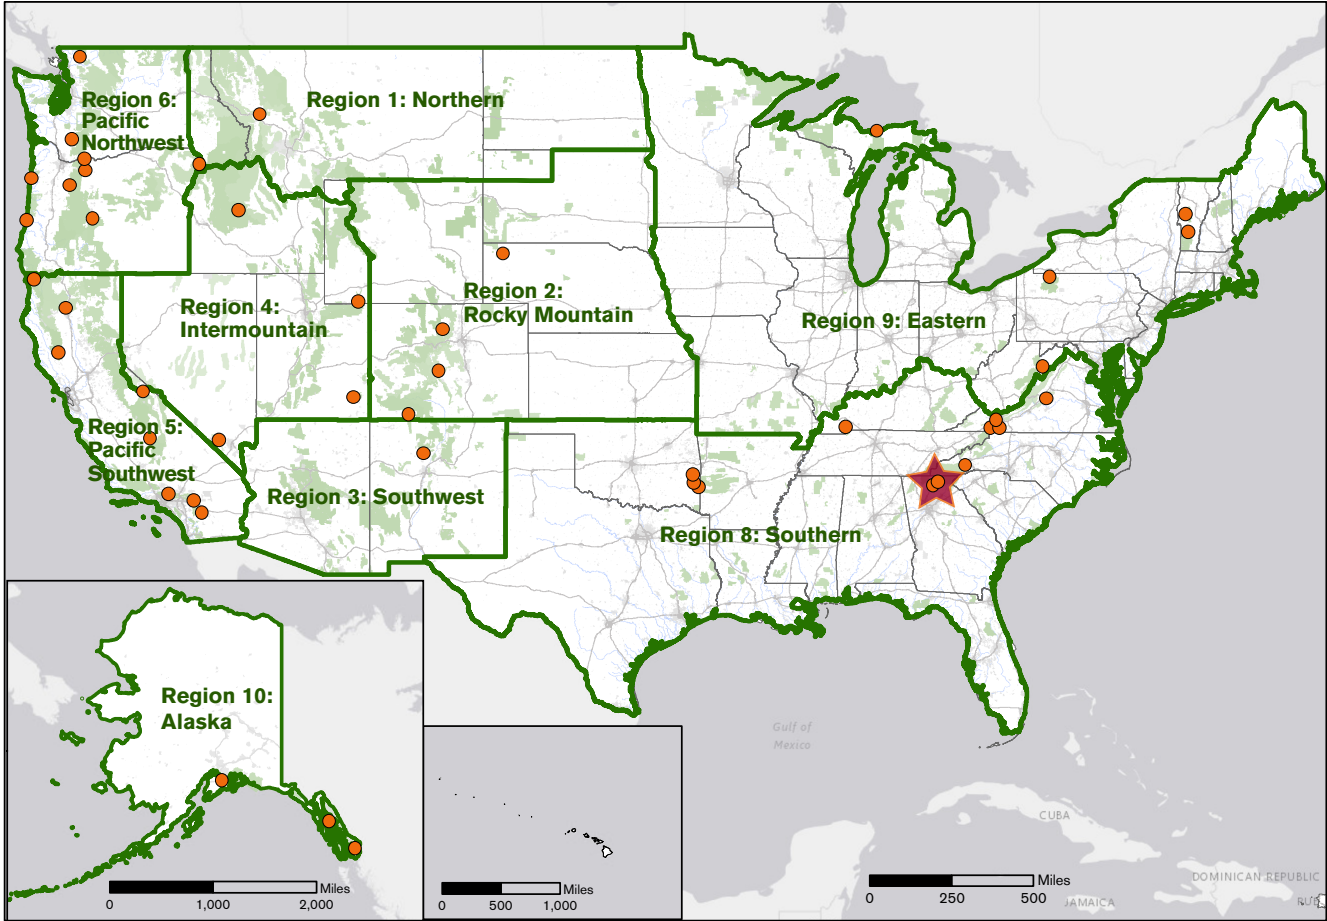 Region 6:
Pacific
Northwest
Region 1: Northern
Region 4:
Intermountain
Region 2:
Rocky Mountain
Region 9: Eastern
Region 5:
Pacific
Southwest
Region 3: Southwest
Region 8: Southern
Region 10:
Alaska
Gulf of
Mexico
CUBA
DOMINICAN REPUBLIC
JAMAICA
Miles
0 1,000 2,000
Miles
0 500 1,000
Miles
0 250 500